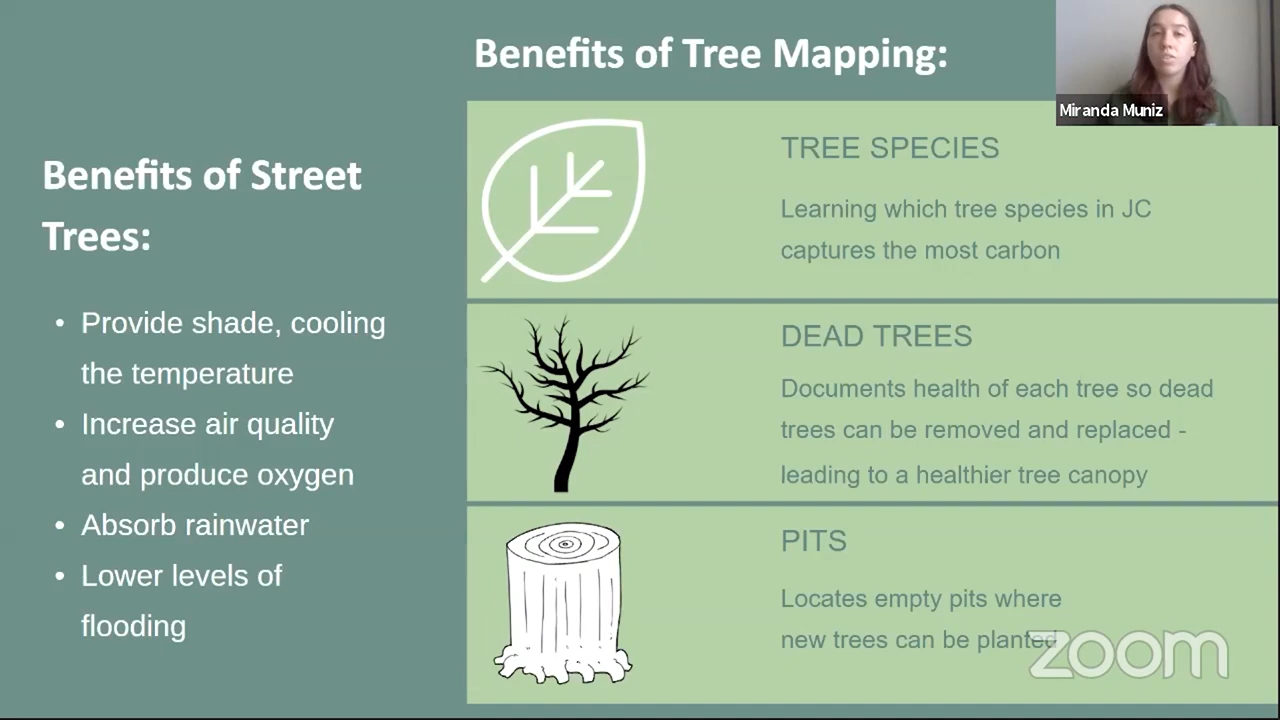 Benefits of Street
Trees:
• Provide shade, cooling
the temperature
• Increase air quality
and produce oxygen
• Absorb rainwater
• Lower levels of
flooding
Benefits of Tree Mapping:
TREE SPECIES
Learning which tree species in JC
captures the most carbon
DEAD TREES
Documents health of each tree so dead
trees can be removed and replaced -
leading to a healthier tree canopy
PITS
Locates empty pits where
new trees can be planted
Miranda Muniz
zoom